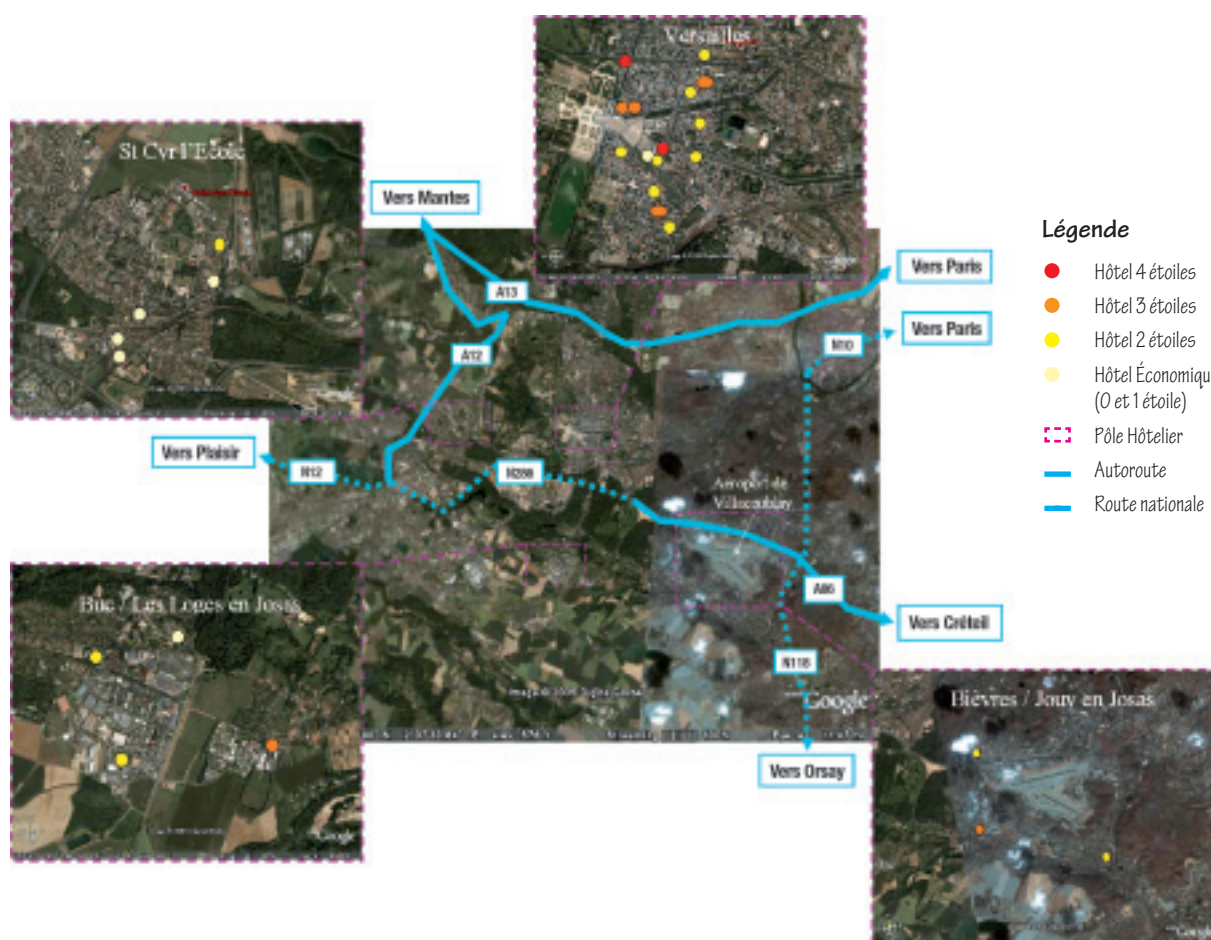 Versailles
St Cyr l'Ecole
Vers Mantes
Vers Paris
A13
Vers Paris
N10
A12
Vers Plaisir
N12
N286
Aéroport de
Villacoublay
A86
Vers Créteil
N118
Google
Vers Orsay
Buc / Les Loges en Josas
Google
Bièvres / Jouy en Josas
Google
Légende
Hôtel 4 étoiles
Hôtel 3 étoiles
Hôtel 2 étoiles
Hôtel Économiqu
(0 et 1 étoile)
Pôle Hôtelier
Autoroute
Route nationale